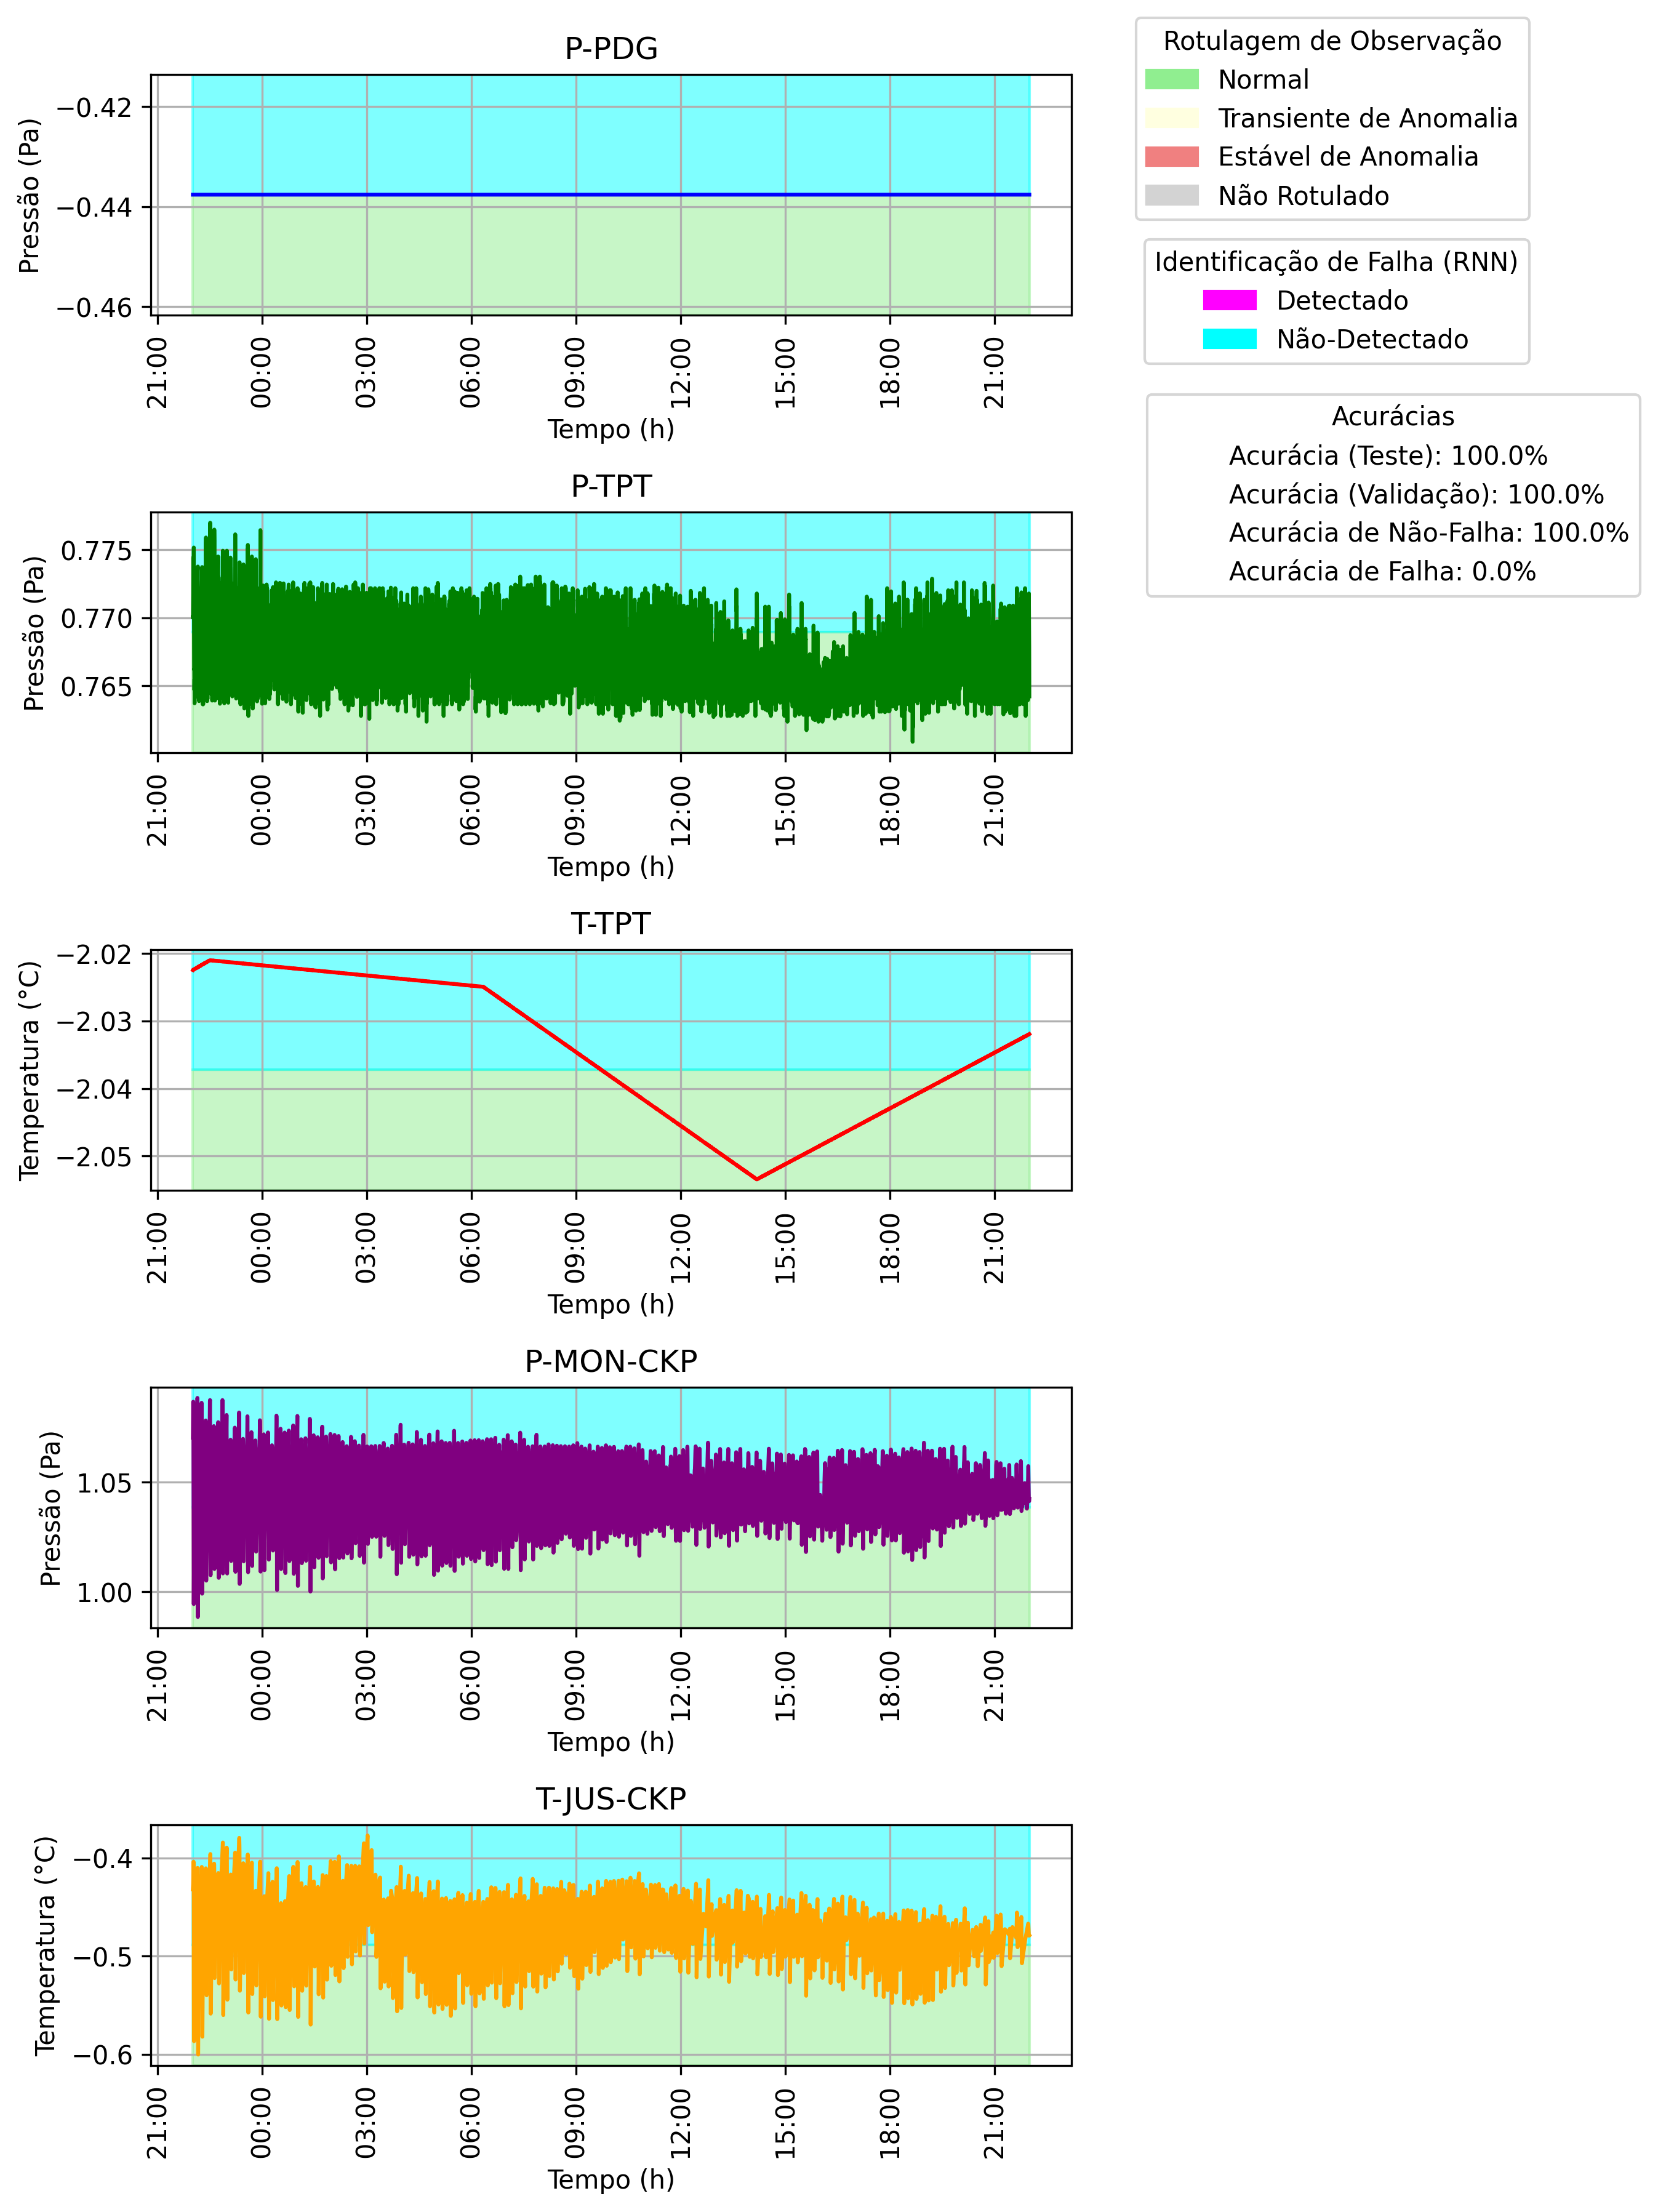 P-PDG
Pressão (Pa)
−0.42
−0.44
−0.46
21:00 00:00 03:00 06:00 09:00 12:00 15:00 18:00 21:00
Tempo (h)
P-TPT
Pressão (Pa)
0.775
0.770
0.765
21:00 00:00 03:00 06:00 09:00 12:00 15:00 18:00 21:00
Tempo (h)
T-TPT
Temperatura (°C)
−2.02
−2.03
−2.04
−2.05
21:00 00:00 03:00 06:00 09:00 12:00 15:00 18:00 21:00
Tempo (h)
P-MON-CKP
Pressão (Pa)
1.05
1.00
21:00 00:00 03:00 06:00 09:00 12:00 15:00 18:00 21:00
Tempo (h)
T-JUS-CKP
Temperatura (°C)
−0.4
−0.5
−0.6
21:00 00:00 03:00 06:00 09:00 12:00 15:00 18:00 21:00
Tempo (h)
Rotulagem de Observação
Normal
Transiente de Anomalia
Estável de Anomalia
Não Rotulado
Identificação de Falha (RNN)
Detectado
Não-Detectado
Acurácias
Acurácia (Teste): 100.0%
Acurácia (Validação): 100.0%
Acurácia de Não-Falha: 100.0%
Acurácia de Falha: 0.0%